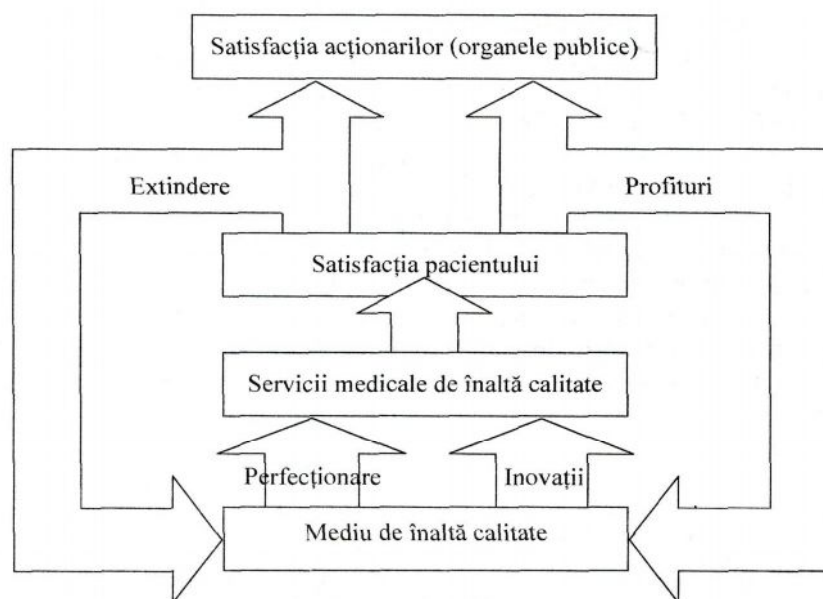 Satisfacția acționarilor (organele publice)
Extindere
Profituri
Satisfacția pacientului
Servicii medicale de înaltă calitate
Perfecționare
Inovații
Mediu de înaltă calitate